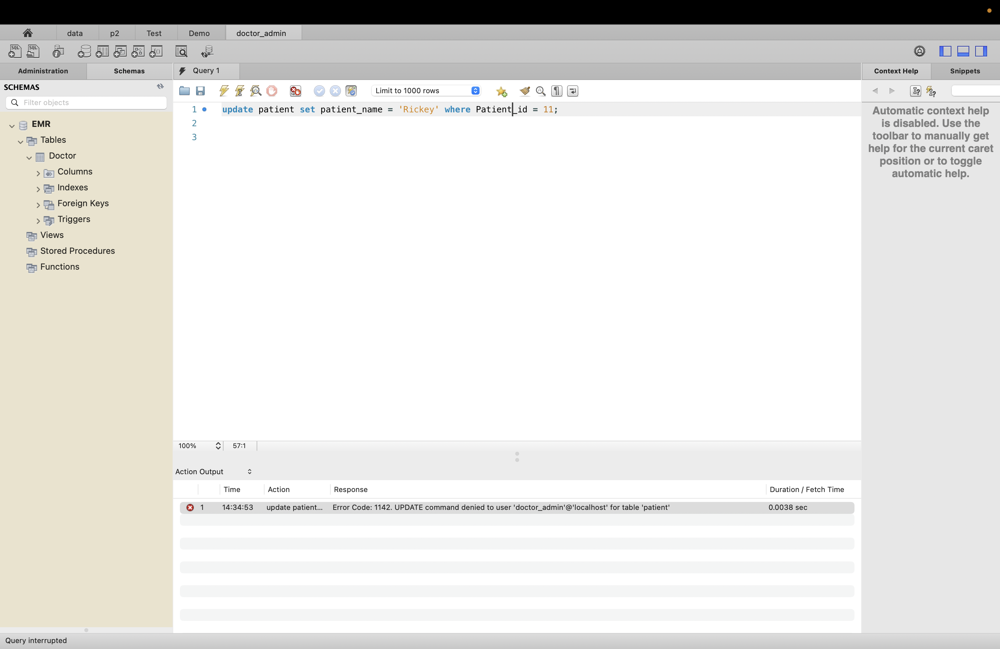 data p2 Test Demo doctor_admin
SQL SQL
Administration Schemas Query 1 Context Help Snippets
SCHEMAS
Limit to 1000 rows
Filter objects
1 update patient set patient_name = 'Rickey' where Patient_id = 11;
2
3
EMR
Tables
Doctor
Columns
Indexes
Foreign Keys
Triggers
Views
Stored Procedures
Functions
Automatic context help
is disabled. Use the
toolbar to manually get
help for the current caret
position or to toggle
automatic help.
100% 57:1
Action Output
Time Action Response Duration / Fetch Time
1 14:34:53 update patient... Error Code: 1142. UPDATE command denied to user 'doctor_admin'@'localhost' for table 'patient' 0.0038 sec
Query interrupted